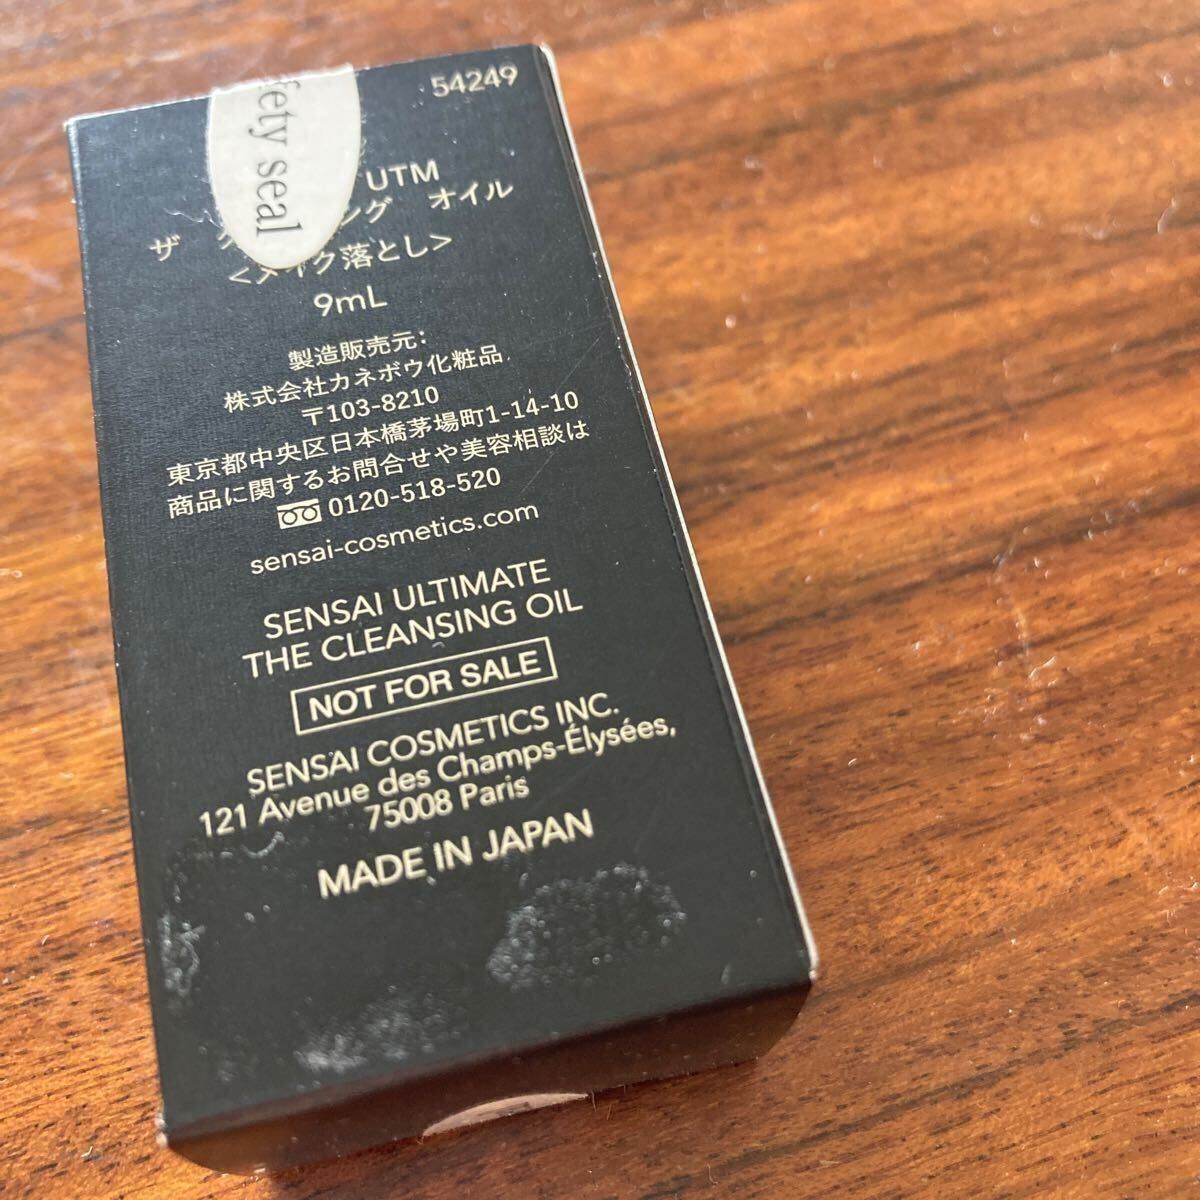 54249
fety seal
UTM
ング オイル
ザ
<メイク落とし>
9mL
製造販売元:
株式会社カネボウ化粧品
〒103-8210
東京都中央区日本橋茅場町1-14-10
商品に関するお問合せや美容相談は
0120-518-520
sensai-cosmetics.com
SENSAI ULTIMATE
THE CLEANSING OIL
NOT FOR SALE
SENSAI COSMETICS INC.
121 Avenue des Champs-Élysées,
75008 Paris
MADE IN JAPAN